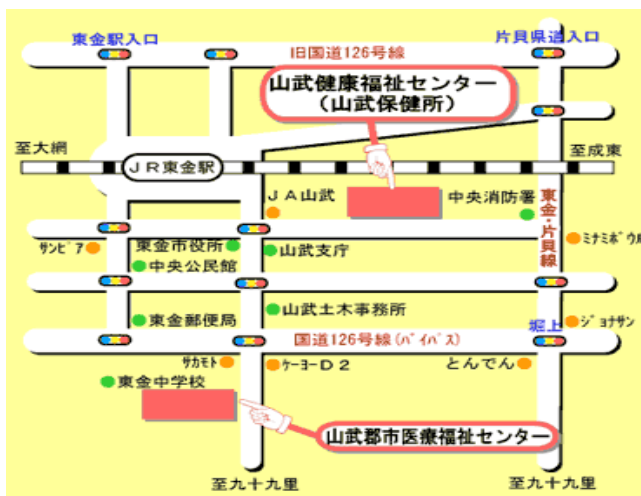 東金駅入口
片貝県道入口
旧国道126号線
山武健康福祉センター
(山武保健所)
至大網
JR東金駅
至成東
JA山武
中央消防署
東金・片貝線
サンピア
東金市役所
山武支庁
ミナミボウル
中央公民館
東金郵便局
山武土木事務所
ジョナサン
国道126号線(バイパス)
堀上
サカモト
ケーヨーD2
とんでん
東金中学校
山武郡市医療福祉センター
至九十九里
至九十九里